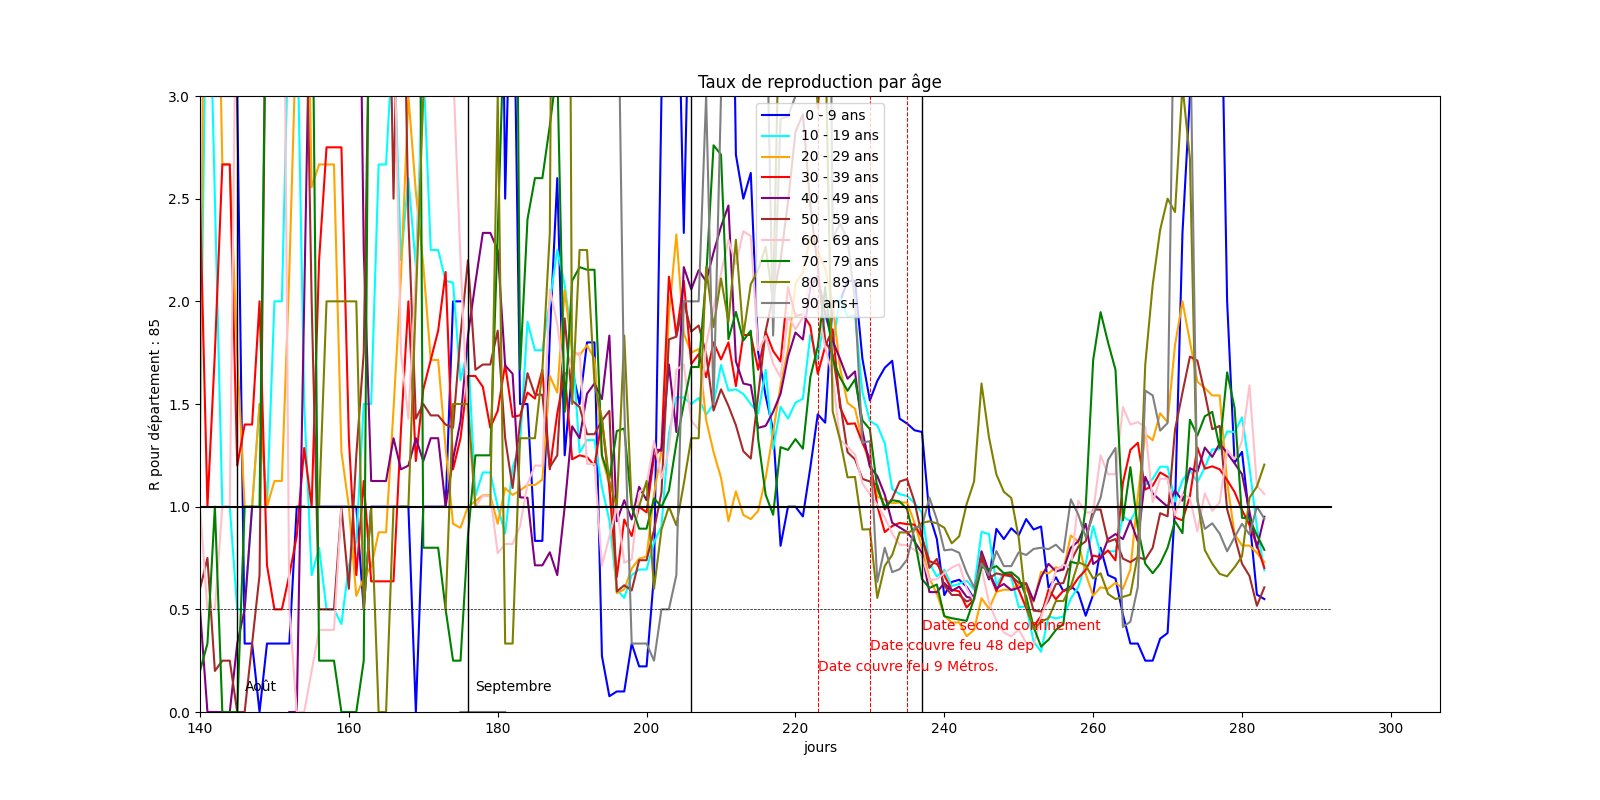 Taux de reproduction par âge
R pour département : 85
3.0
2.5
2.0
1.5
1.0
0.5
0.0
0 - 9 ans
10 - 19 ans
20 - 29 ans
30 - 39 ans
40 - 49 ans
50 - 59 ans
60 - 69 ans
70 - 79 ans
80 - 89 ans
90 ans+
Date second confinement
Date couvre feu 48 dep
Date couvre feu 9 Métros.
Août
Septembre
140 160 180 200 220 240 260 280 300
jours